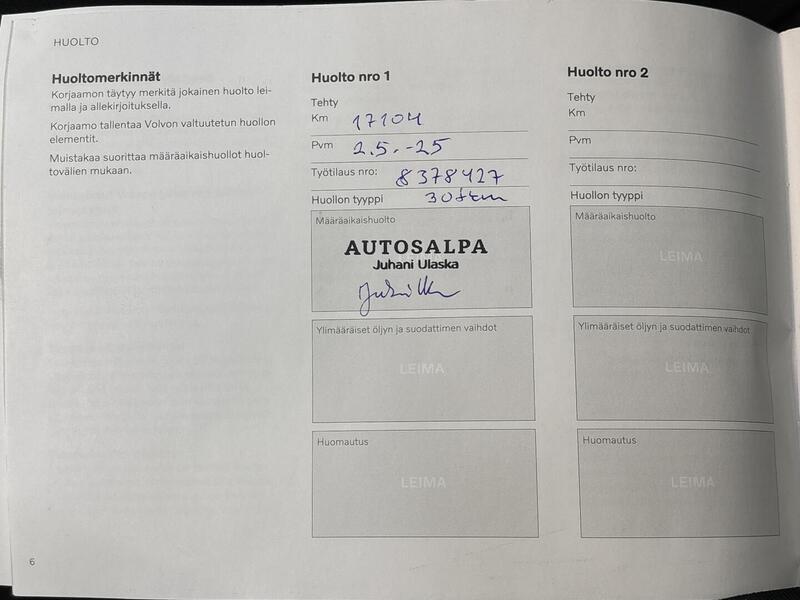 HUOLTO
Huoltomerkinnät
Korjaamon täytyy merkitä jokainen huolto lei-
malla ja allekirjoituksella.
Korjaamo tallentaa Volvon valtuutetun huollon
elementit.
Muistakaa suorittaa määräaikaishuollot huol-
tovälien mukaan.
Huolto nro 1
Tehty
Km 17104
Pvm 2.5.-25
Työtilaus nro: 8378427
Huollon tyyppi 30tkm
Määräaikaishuolto
AUTOSALPA
Juhani Ulaska
Ylimääräiset öljyn ja suodattimen vaihdot
LEIMA
Huomautus
LEIMA
Huolto nro 2
Tehty
Km
Pvm
Työtilaus nro:
Huollon tyyppi
Määräaikaishuolto
LEIMA
Ylimääräiset öljyn ja suodattimen vaihdot
LEIMA
Huomautus
LEIMA
6